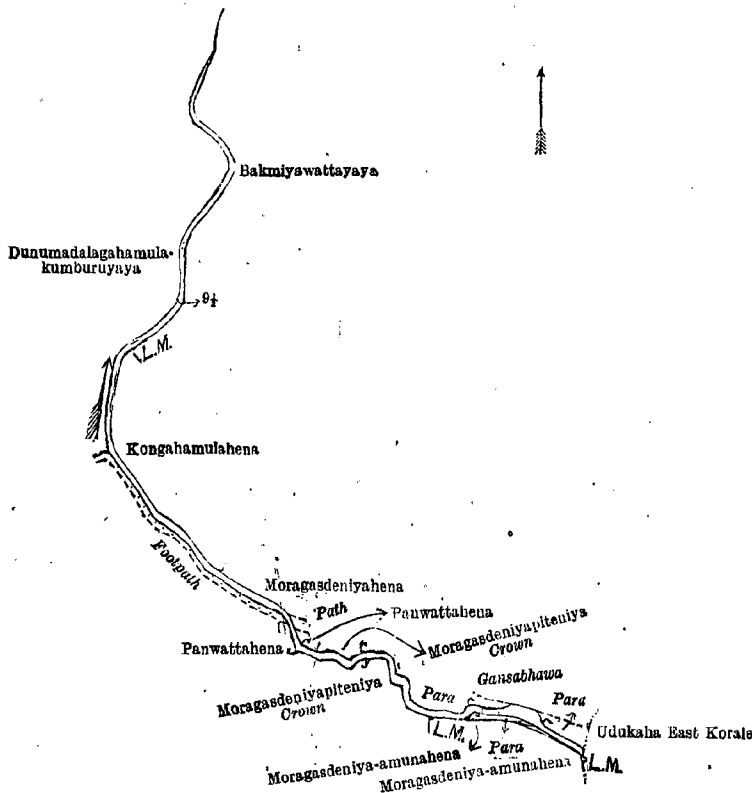 Bakmiyawattayaya
Dunumadalagahamula-
kumburuyaya
9½
L.M.
Kongahamulahena
Footpath
Moragasdeniyahena
Path
Panwattahena
Panwattahena
Moragasdeniyapiteniya
Crown
Moragasdeniyapiteniya
Crown
Para
Gansabhawa
Para
Udukaha East Korale
L.M.
Para
L.M.
Moragasdeniya-amunahena
Moragasdeniya-amunahena